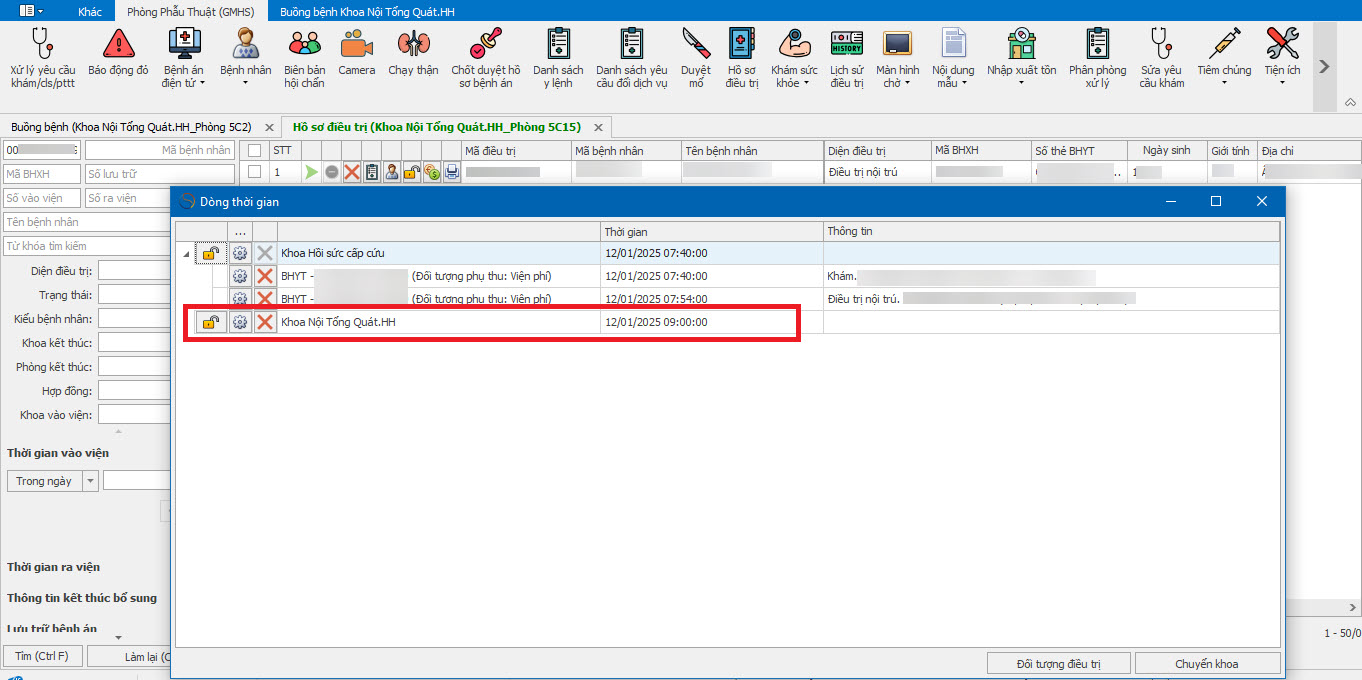 Khác
Phòng Phẫu Thuật (GMHS)
Buồng bệnh Khoa Nội Tổng Quát.HH
Xử lý yêu cầu
khám/cls/pttt
Báo động đỏ
Bệnh án
điện tử
Bệnh nhân
Biên bản
hội chẩn
Camera
Chạy thận
Chốt duyệt hồ
sơ bệnh án
Danh sách
y lệnh
Danh sách yêu
cầu đổi dịch vụ
Duyệt
mổ
Hồ sơ
điều trị
Khám sức
khỏe
HISTORY
Lịch sử
điều trị
Màn hình
chờ
Nội dung
mẫu
Nhập xuất tồn
Phân phòng
xử lý
Sửa yêu
cầu khám
Tiêm chủng
Tiện ích
Buồng bệnh (Khoa Nội Tổng Quát.HH_Phòng 5C2)
Hồ sơ điều trị (Khoa Nội Tổng Quát.HH_Phòng 5C15)
00
Mã bệnh nhân
STT
Mã điều trị
Mã bệnh nhân
Tên bệnh nhân
Diện điều trị
Mã BHXH
Số thẻ BHYT
Ngày sinh
Giới tính
Địa chỉ
Mã BHXH
Số lưu trữ
1
Điều trị nội trú
..
1
Số vào viện
Số ra viện
Tên bệnh nhân
Từ khóa tìm kiếm
Diện điều trị:
Trạng thái:
Kiểu bệnh nhân:
Khoa kết thúc:
Phòng kết thúc:
Hợp đồng:
Khoa vào viện:
Thời gian vào viện
Trong ngày
Thời gian ra viện
Thông tin kết thúc bổ sung
Lưu trữ bệnh án
Tìm (Ctrl F)
Làm lại (C
Dòng thời gian
...
Thời gian
Thông tin
Khoa Hồi sức cấp cứu
12/01/2025 07:40:00
BHYT - (Đối tượng phụ thu: Viện phí)
12/01/2025 07:40:00
Khám.
BHYT - (Đối tượng phụ thu: Viện phí)
12/01/2025 07:54:00
Điều trị nội trú.
Khoa Nội Tổng Quát.HH
12/01/2025 09:00:00
Đối tượng điều trị
Chuyển khoa
1 - 50/0